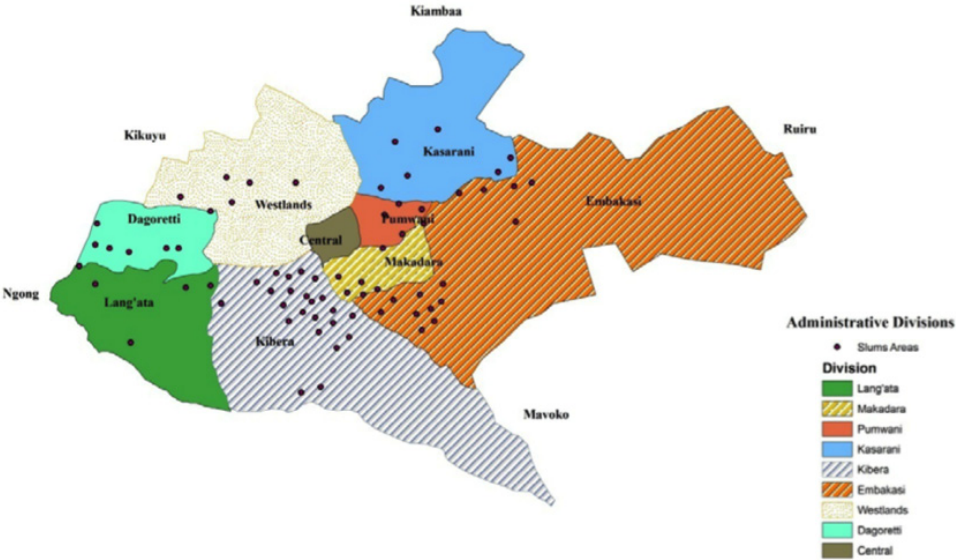 Kiambaa
Kikuyu
Ruiru
Kasarani
Westlands
Embakasi
Dagoretti
Pumwani
Central
Makadara
Ngong
Lang'ata
Kibera
Mavoko
Administrative Divisions
Slums Areas
Division
Lang'ata
Makadara
Pumwani
Kasarani
Kibera
Embakasi
Westlands
Dagoretti
Central